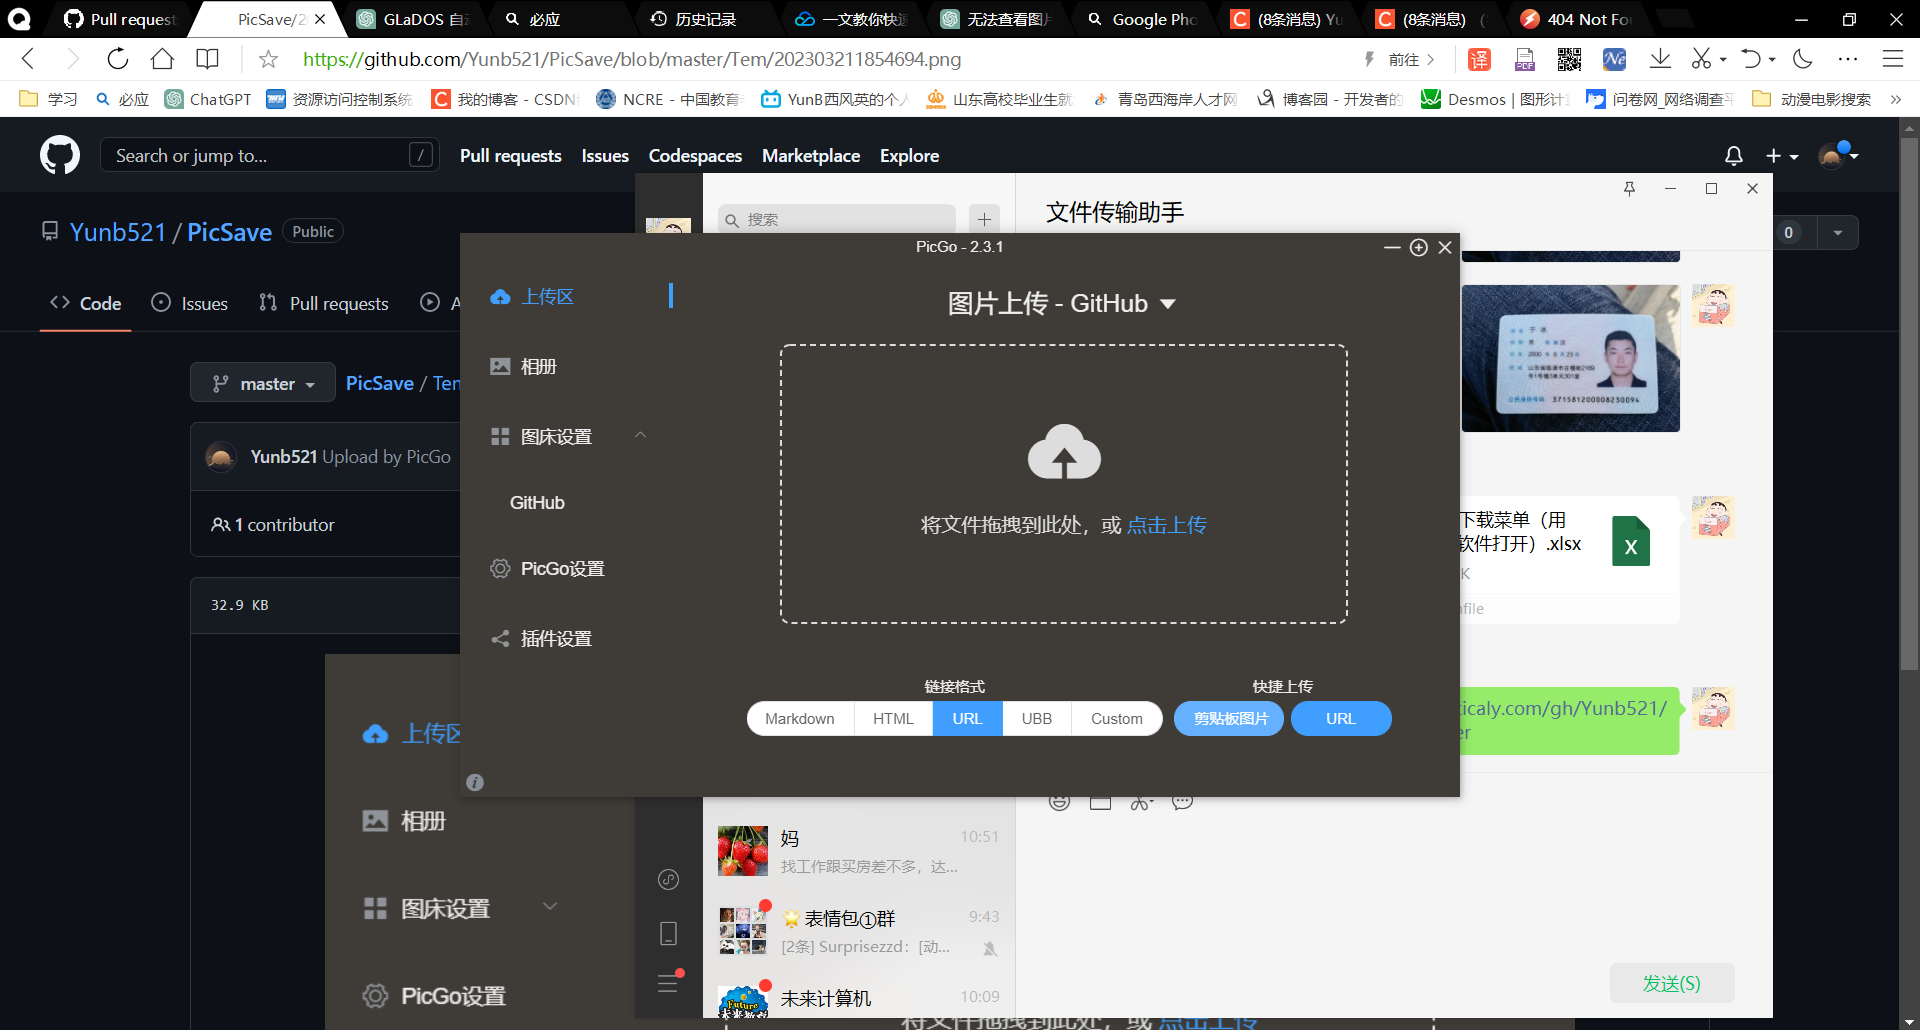 Pull request
PicSave/2
GLaDOS 自动
必应
历史记录
一文教你快速
无法查看图片
Google Pho
(8条消息) Yu
(8条消息)
404 Not Fo
https://github.com/Yunb521/PicSave/blob/master/Tem/202303211854694.png
前往
译
PDF
学习
必应
ChatGPT
资源访问控制系统
我的博客 - CSDN
NCRE - 中国教育
YunB西风英的个人
山东高校毕业生就
青岛西海岸人才网
博客园 - 开发者的
Desmos | 图形计
问卷网_网络调查平
动漫电影搜索
Search or jump to...
/
Pull requests
Issues
Codespaces
Marketplace
Explore
Yunb521 / PicSave
Public
0
Code
Issues
Pull requests
A
master
PicSave / Tem
Yunb521 Upload by PicGo
1 contributor
32.9 KB
上传区
相册
图床设置
PicGo设置
搜索
文件传输助手
PicGo - 2.3.1
上传区
相册
图床设置
GitHub
PicGo设置
插件设置
图片上传 - GitHub
将文件拖拽到此处，或 点击上传
链接格式
快捷上传
Markdown
HTML
URL
UBB
Custom
剪贴板图片
URL
下载菜单（用
软件打开）.xlsx
K
file
ticaly.com/gh/Yunb521/
er
妈
10:51
找工作跟买房差不多，达...
🌟表情包①群
9:43
[2条] Surprisezzd：[动...
未来计算机
10:09
发送(S)
将文件拖拽到此处，或 点击上传